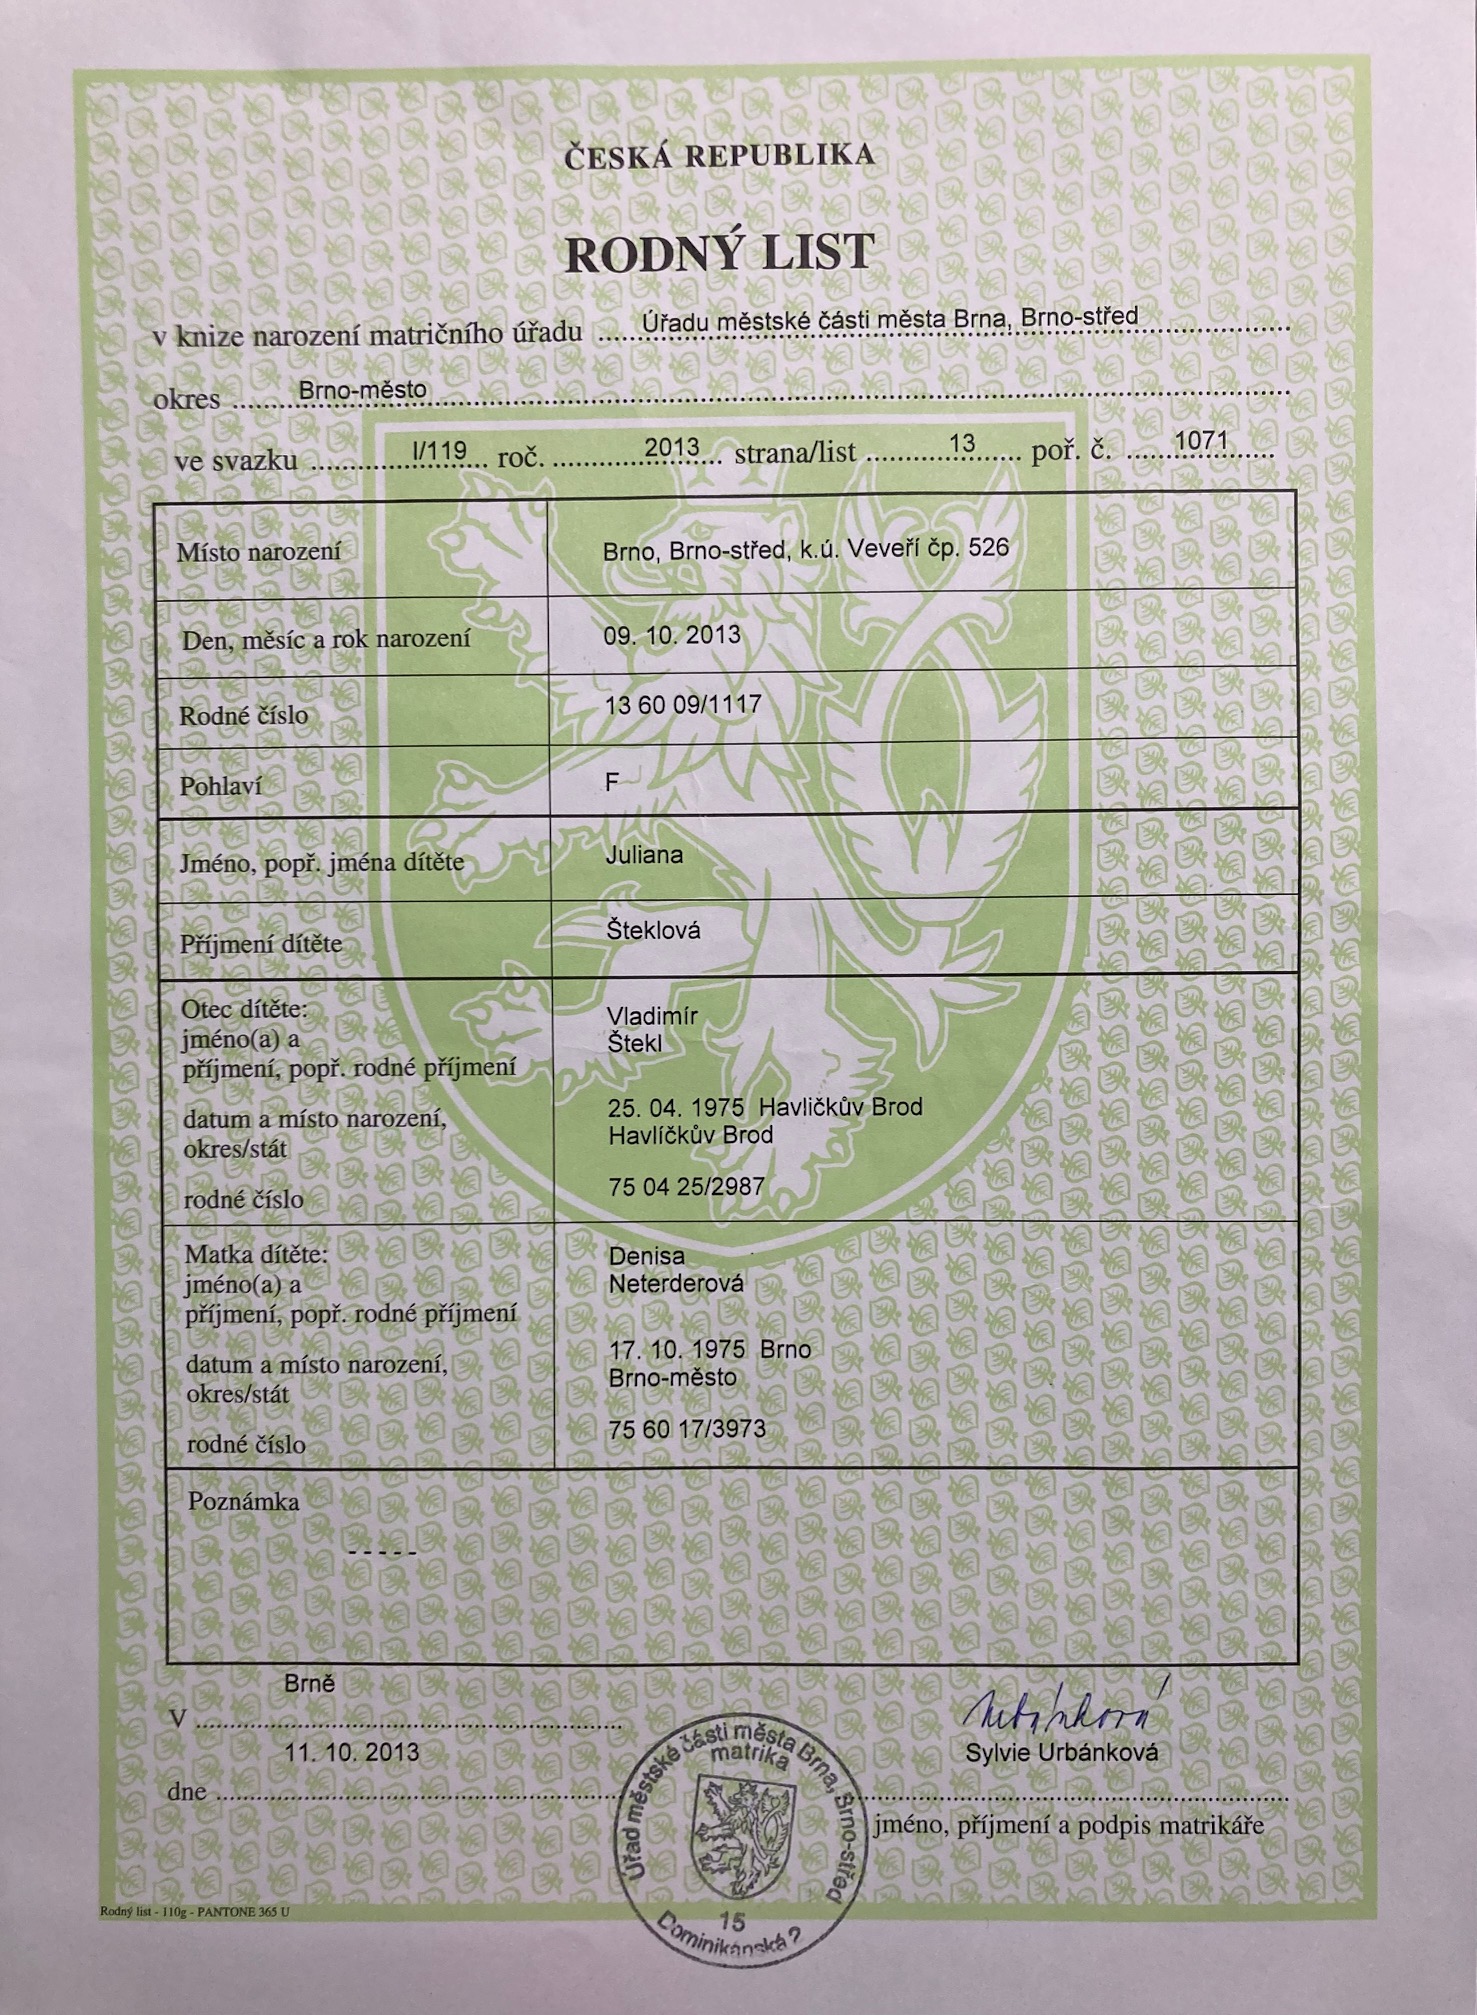 ČESKÁ REPUBLIKA
RODNÝ LIST
v knize narození matričního úřadu Úřadu městské části města Brna, Brno-střed
okres Brno-město
ve svazku I/119 roč. 2013 strana/list 13 poř. č. 1071
Místo narození Brno, Brno-střed, k.ú. Veveří čp. 526
Den, měsíc a rok narození 09. 10. 2013
Rodné číslo 13 60 09/1117
Pohlaví F
Jméno, popř. jména dítěte Juliana
Příjmení dítěte Šteklová
Otec dítěte:
jméno(a) a Vladimír
příjmení, popř. rodné příjmení Štekl
datum a místo narození, 25. 04. 1975 Havlíčkův Brod
okres/stát Havlíčkův Brod
rodné číslo 75 04 25/2987
Matka dítěte: Denisa
jméno(a) a Neterderová
příjmení, popř. rodné příjmení
datum a místo narození, 17. 10. 1975 Brno
okres/stát Brno-město
rodné číslo 75 60 17/3973
Poznámka
- - - - -
V Brně
dne 11. 10. 2013
Urbánková
Sylvie Urbánková
jméno, příjmení a podpis matrikáře
Úřad městské části města Brna, Brno-střed
matrika
15
Dominikánská 2
Rodný list - 110g - PANTONE 365 U